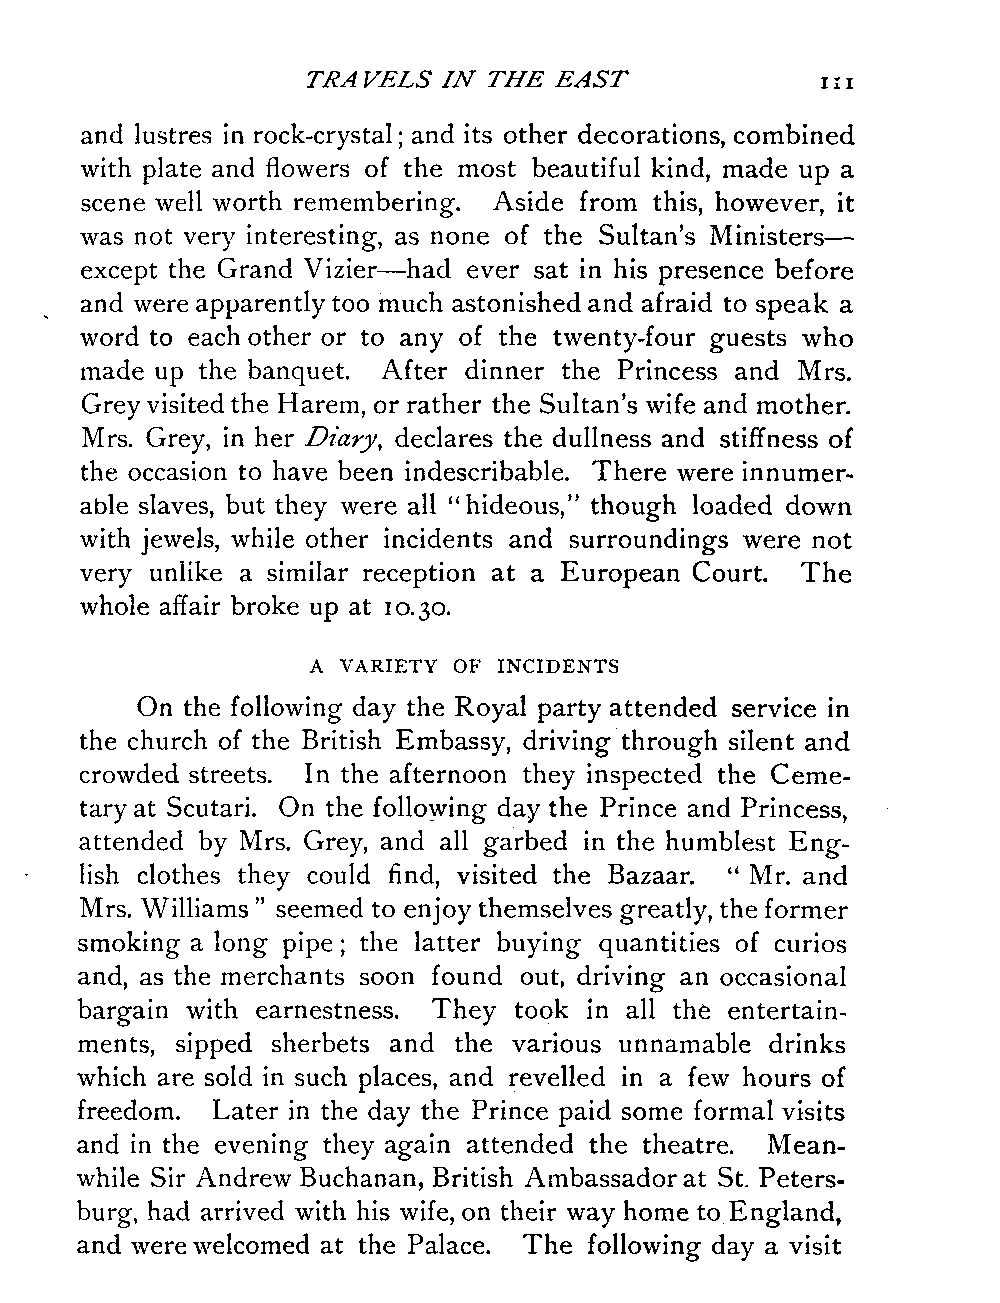 TRAVELS IN THE EAST 111
and lustres in rock-crystal; and its other decorations, combined
with plate and flowers of the most beautiful kind, made up a
scene well worth remembering. Aside from this, however, it
was not very interesting, as none of the Sultan's Ministers—
except the Grand Vizier—had ever sat in his presence before
and were apparently too much astonished and afraid to speak a
word to each other or to any of the twenty-four guests who
made up the banquet. After dinner the Princess and Mrs.
Grey visited the Harem, or rather the Sultan's wife and mother.
Mrs. Grey, in her Diary, declares the dullness and stiffness of
the occasion to have been indescribable. There were innumer-
able slaves, but they were all "hideous," though loaded down
with jewels, while other incidents and surroundings were not
very unlike a similar reception at a European Court. The
whole affair broke up at 10.30.
A VARIETY OF INCIDENTS
On the following day the Royal party attended service in
the church of the British Embassy, driving through silent and
crowded streets. In the afternoon they inspected the Ceme-
tary at Scutari. On the following day the Prince and Princess,
attended by Mrs. Grey, and all garbed in the humblest Eng-
lish clothes they could find, visited the Bazaar. "Mr. and
Mrs. Williams" seemed to enjoy themselves greatly, the former
smoking a long pipe; the latter buying quantities of curios
and, as the merchants soon found out, driving an occasional
bargain with earnestness. They took in all the entertain-
ments, sipped sherbets and the various unnamable drinks
which are sold in such places, and revelled in a few hours of
freedom. Later in the day the Prince paid some formal visits
and in the evening they again attended the theatre. Mean-
while Sir Andrew Buchanan, British Ambassador at St. Peters-
burg, had arrived with his wife, on their way home to England,
and were welcomed at the Palace. The following day a visit